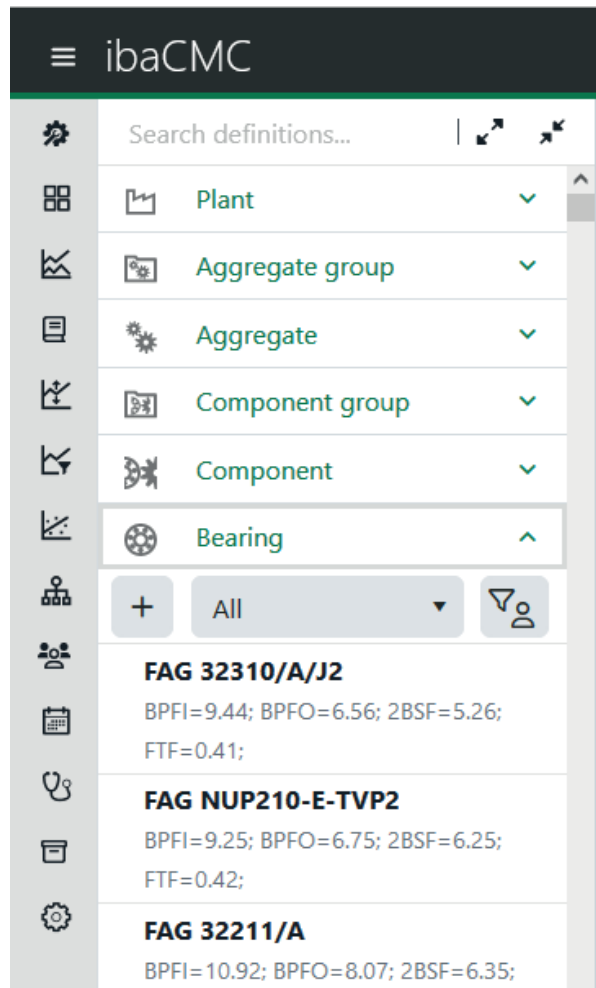 ibaCMC
Search definitions...
Plant
Aggregate group
Aggregate
Component group
Component
Bearing
+ All
FAG 32310/A/J2
BPFI=9.44; BPFO=6.56; 2BSF=5.26;
FTF=0.41;
FAG NUP210-E-TVP2
BPFI=9.25; BPFO=6.75; 2BSF=6.25;
FTF=0.42;
FAG 32211/A
BPFI=10.92; BPFO=8.07; 2BSF=6.35;